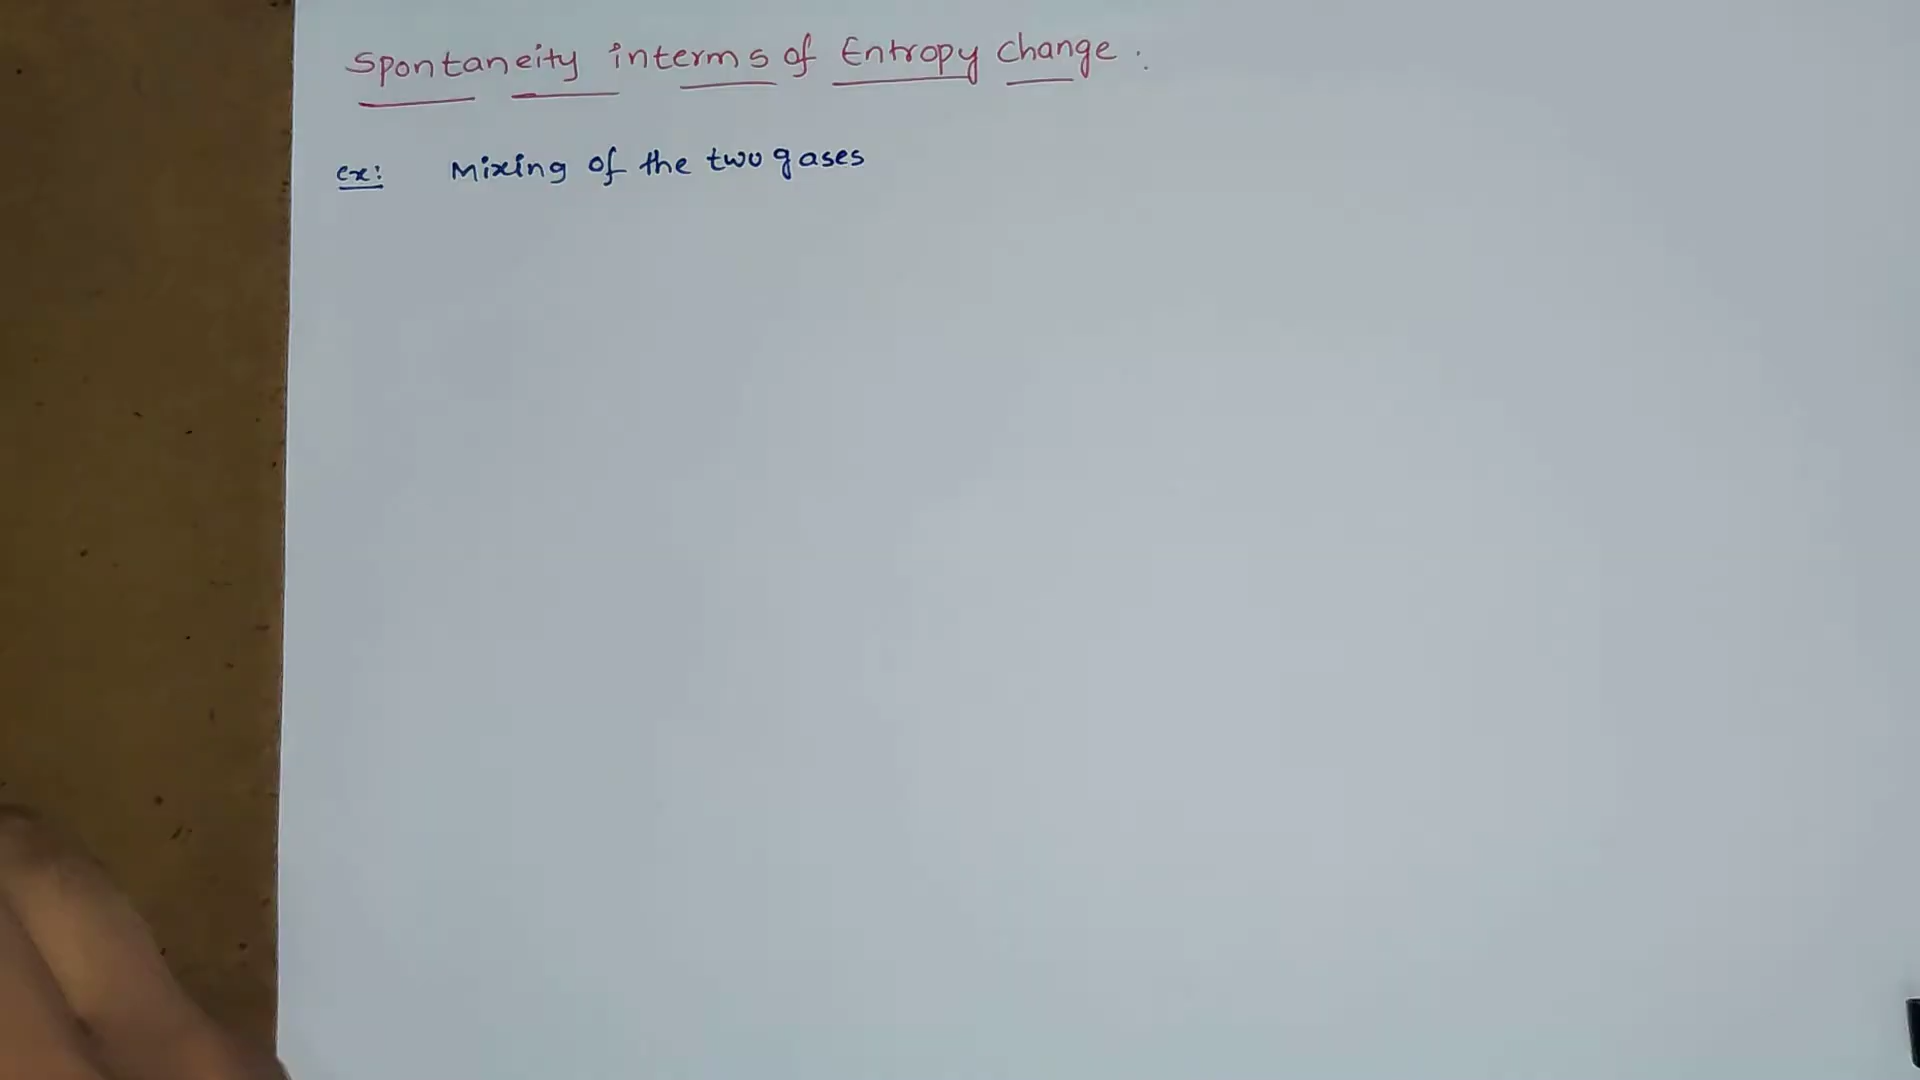 Spontaneity interms of Entropy change .
ex: Mixing of the two gases